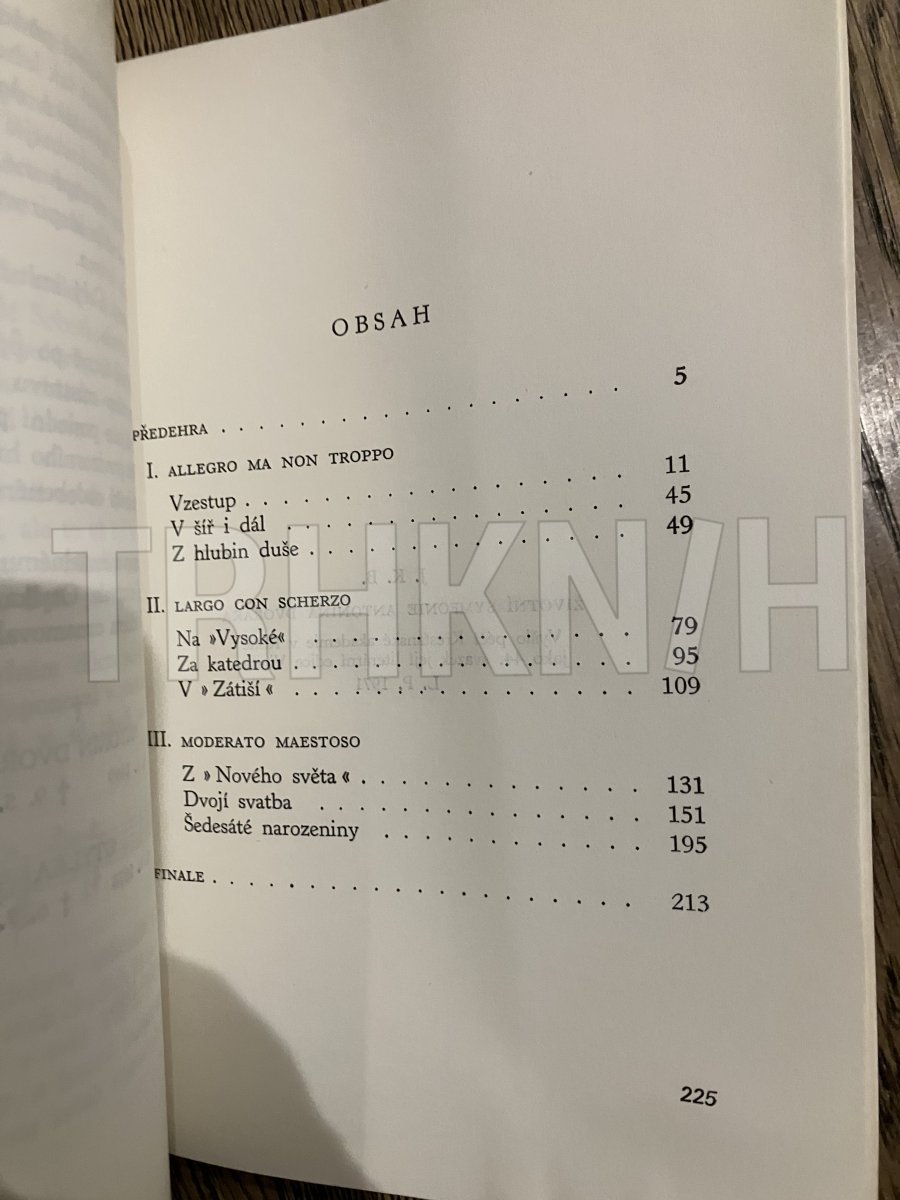 OBSAH
PŘEDEHRA . . . . . . . . . . . . . . . . . . 5
I. ALLEGRO MA NON TROPPO
Vzestup . . . . . . . . . . . . . . . . . 11
V šíř i dál . . . . . . . . . . . . . . . 45
Z hlubin duše . . . . . . . . . . . . . 49
II. LARGO CON SCHERZO
Na »Vysoké« . . . . . . . . . . . . . . 79
Za katedrou . . . . . . . . . . . . . . . 95
V »Zátiší« . . . . . . . . . . . . . . . 109
III. MODERATO MAESTOSO
Z »Nového světa« . . . . . . . . . . . . 131
Dvojí svatba . . . . . . . . . . . . . . 151
Šedesáté narozeniny . . . . . . . . . . 195
FINALE . . . . . . . . . . . . . . . . . 213
225
TRHKN/H